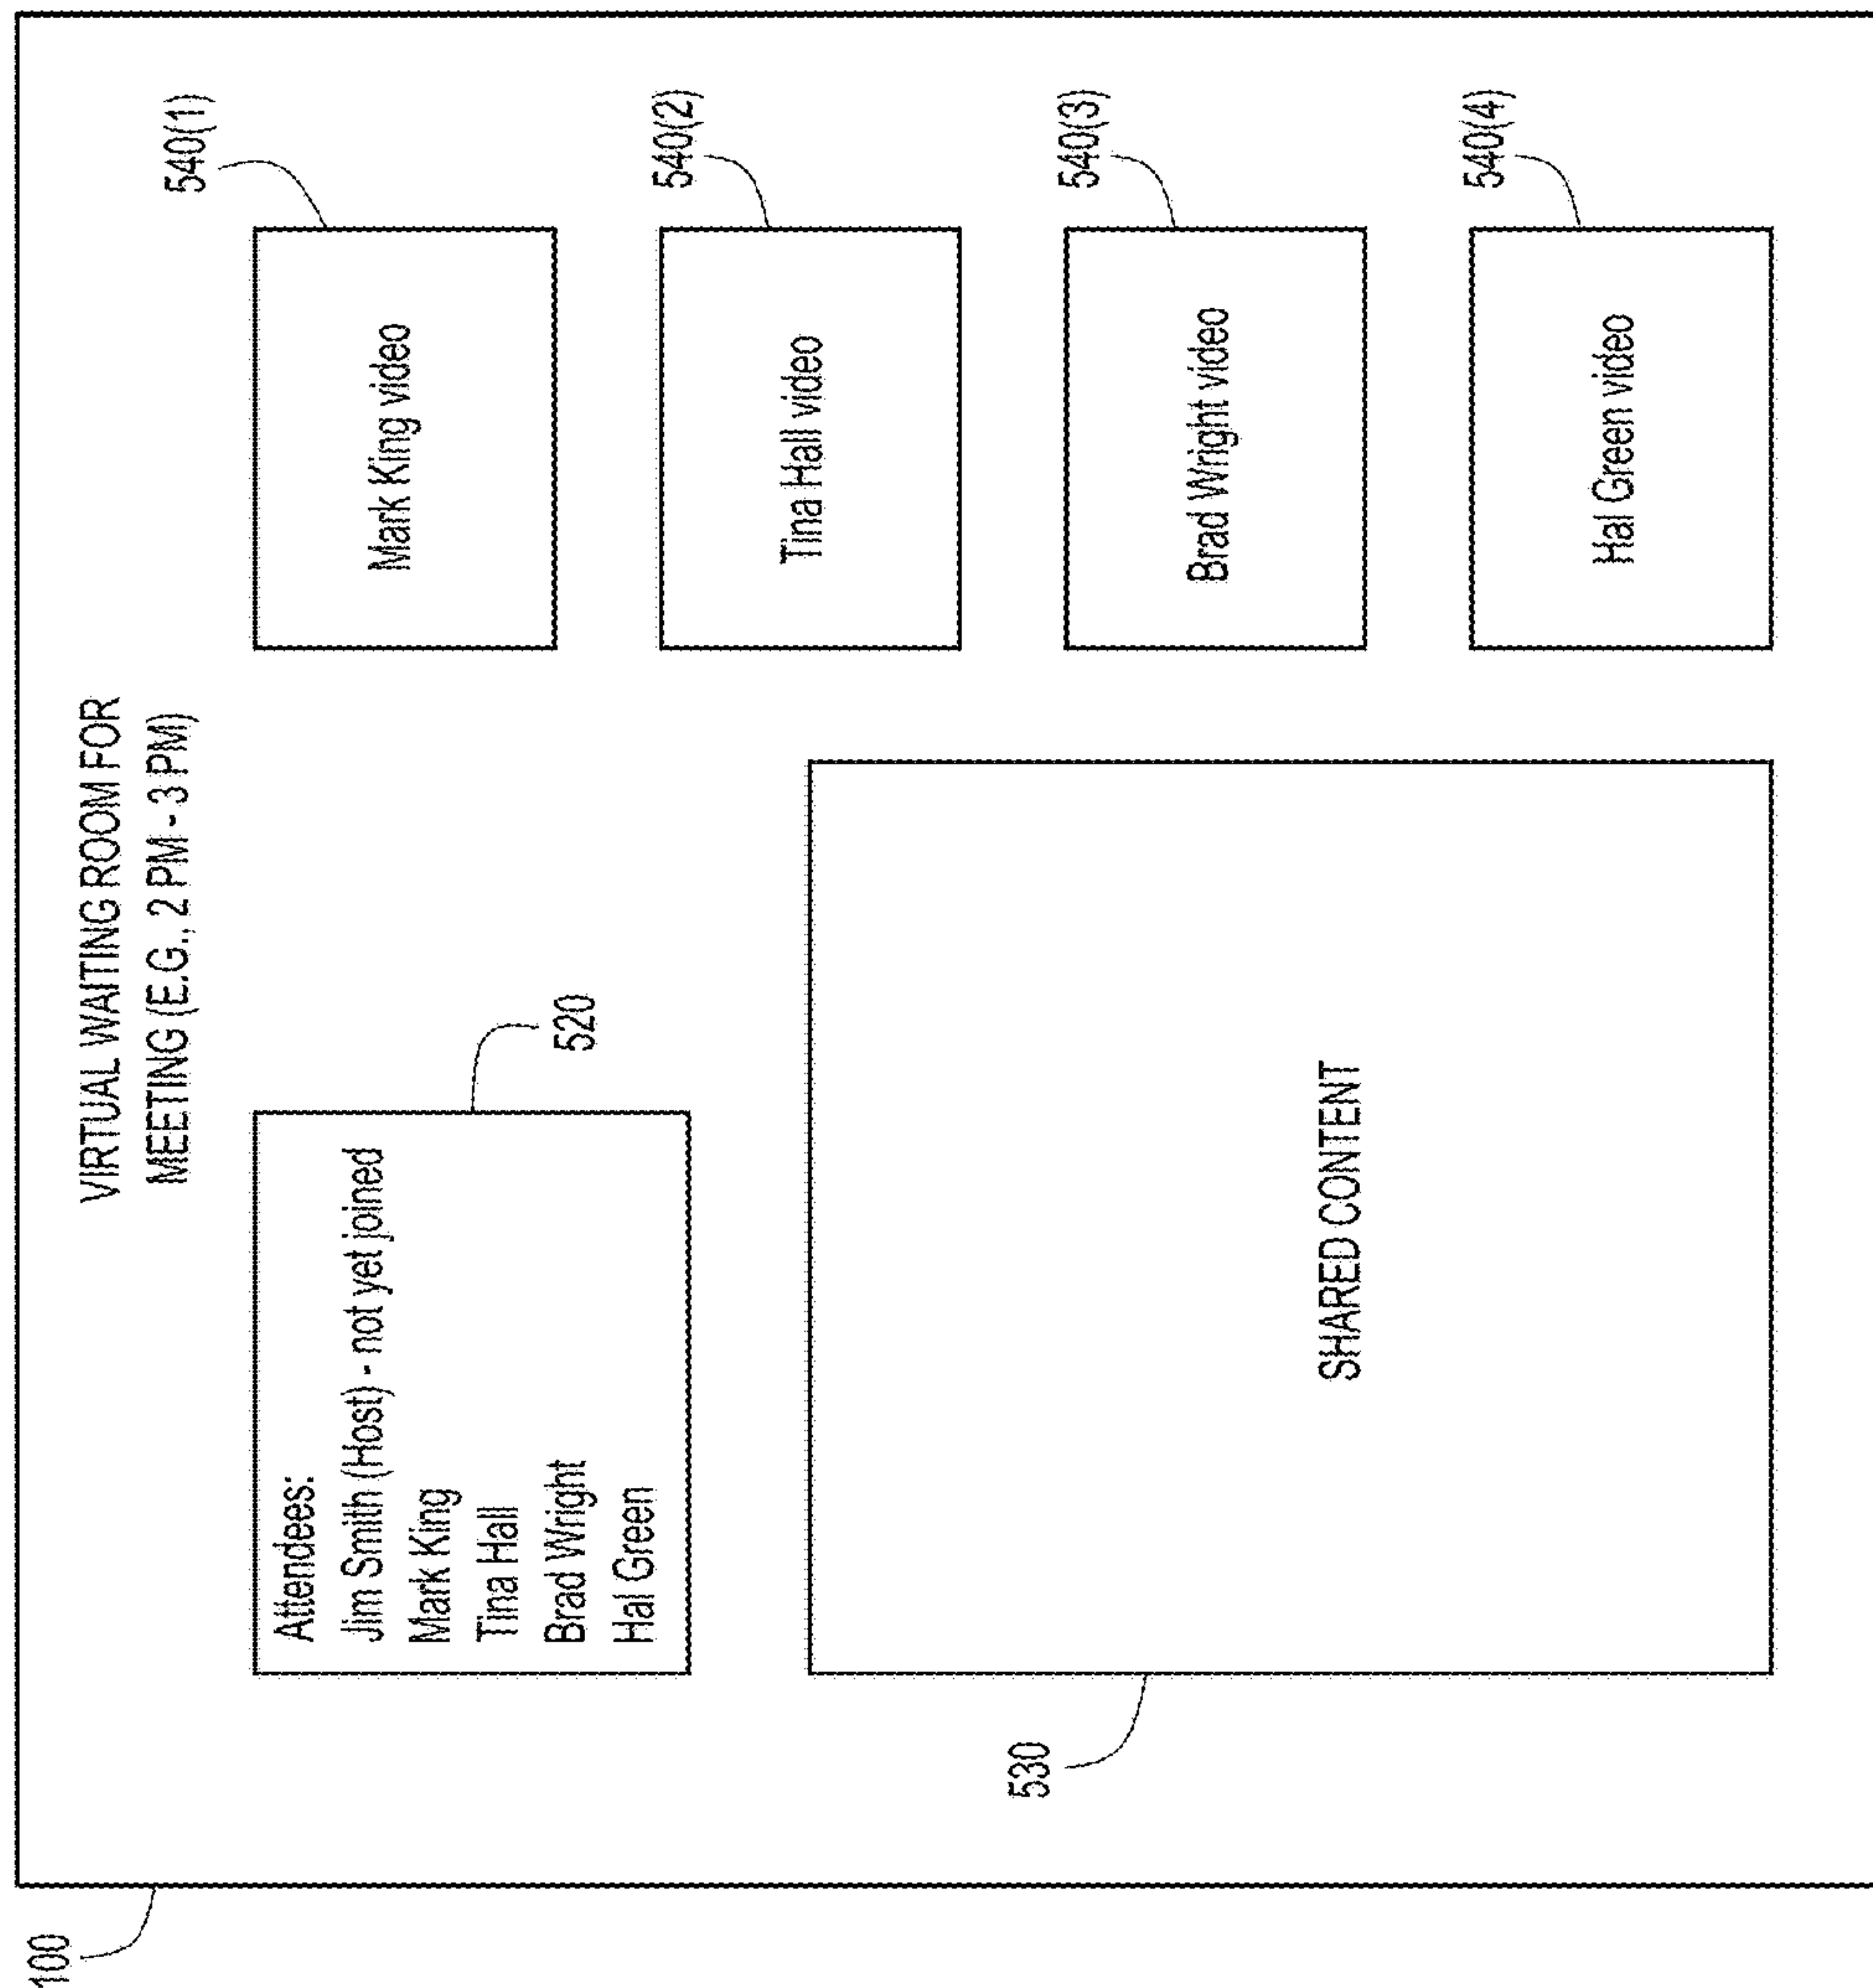 100
VIRTUAL WAITING ROOM FOR
MEETING (E.G., 2 PM - 3 PM)
Attendees:
Jim Smith (Host) - not yet joined
Mark King
Tina Hall
Brad Wright
Hal Green
520
530
SHARED CONTENT
540(1)
Mark King video
540(2)
Tina Hall video
540(3)
Brad Wright video
540(4)
Hal Green video